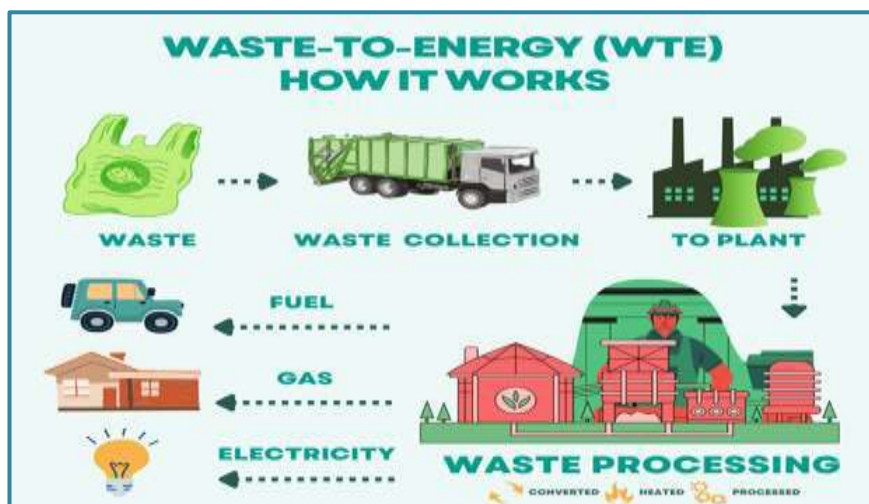 WASTE-TO-ENERGY (WTE)
HOW IT WORKS
WASTE
WASTE COLLECTION
TO PLANT
FUEL
GAS
ELECTRICITY
WASTE PROCESSING
CONVERTED HEATED PROCESSED